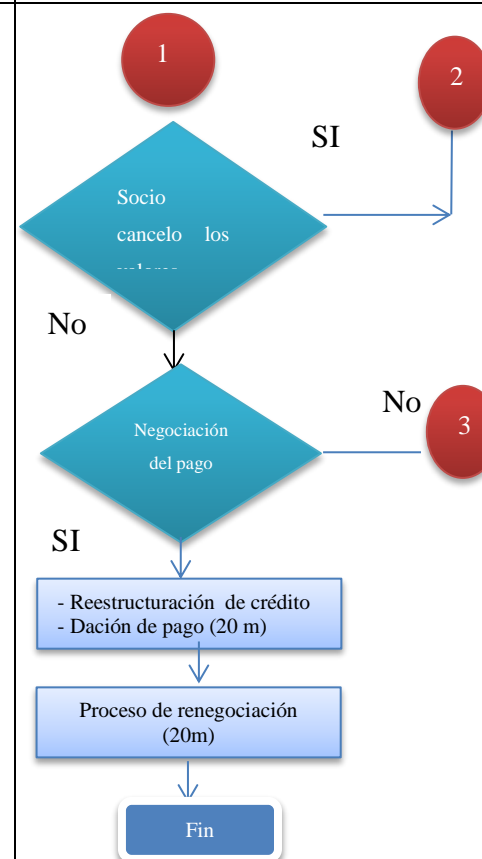 1
2
SI
Socio
cancelo los
No
Negociación
del pago
No
3
SI
- Reestructuración de crédito
- Dación de pago (20 m)
Proceso de renegociación
(20m)
Fin